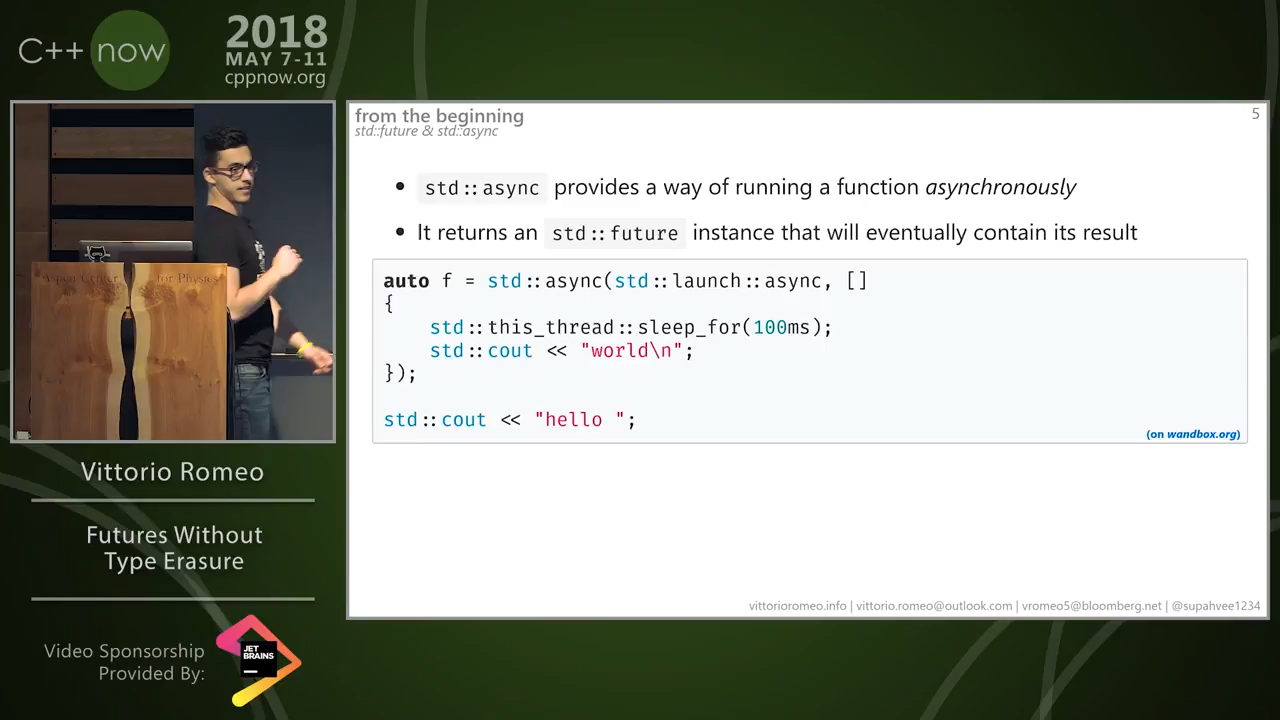 C++ now
2018
MAY 7-11
cppnow.org
Aspen Center for Physics
Vittorio Romeo
Futures Without
Type Erasure
Video Sponsorship
Provided By:
JET
BRAINS
from the beginning
5
std::future & std::async
• std::async provides a way of running a function asynchronously
• It returns an std::future instance that will eventually contain its result
auto f = std::async(std::launch::async, []
{
    std::this_thread::sleep_for(100ms);
    std::cout << "world\n";
});
std::cout << "hello ";
(on wandbox.org)
vittorioromeo.info | vittorio.romeo@outlook.com | vromeo5@bloomberg.net | @supahvee1234